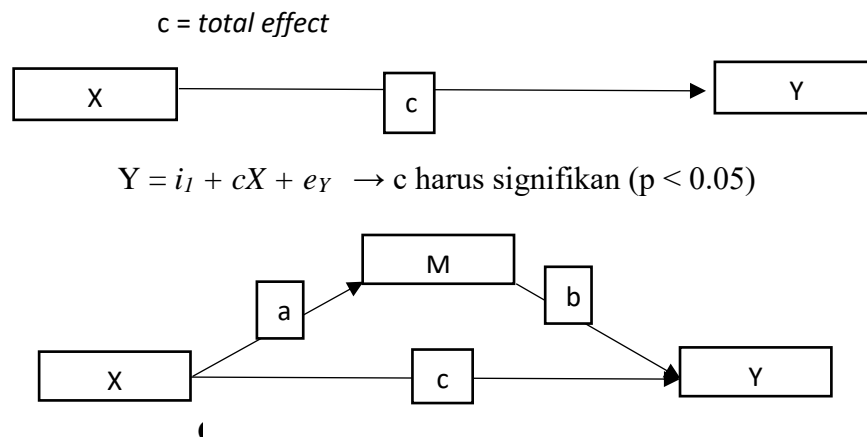 c = total effect
X c Y
Y = i₁ + cX + eY → c harus signifikan (p < 0.05)
M
a b
X c Y